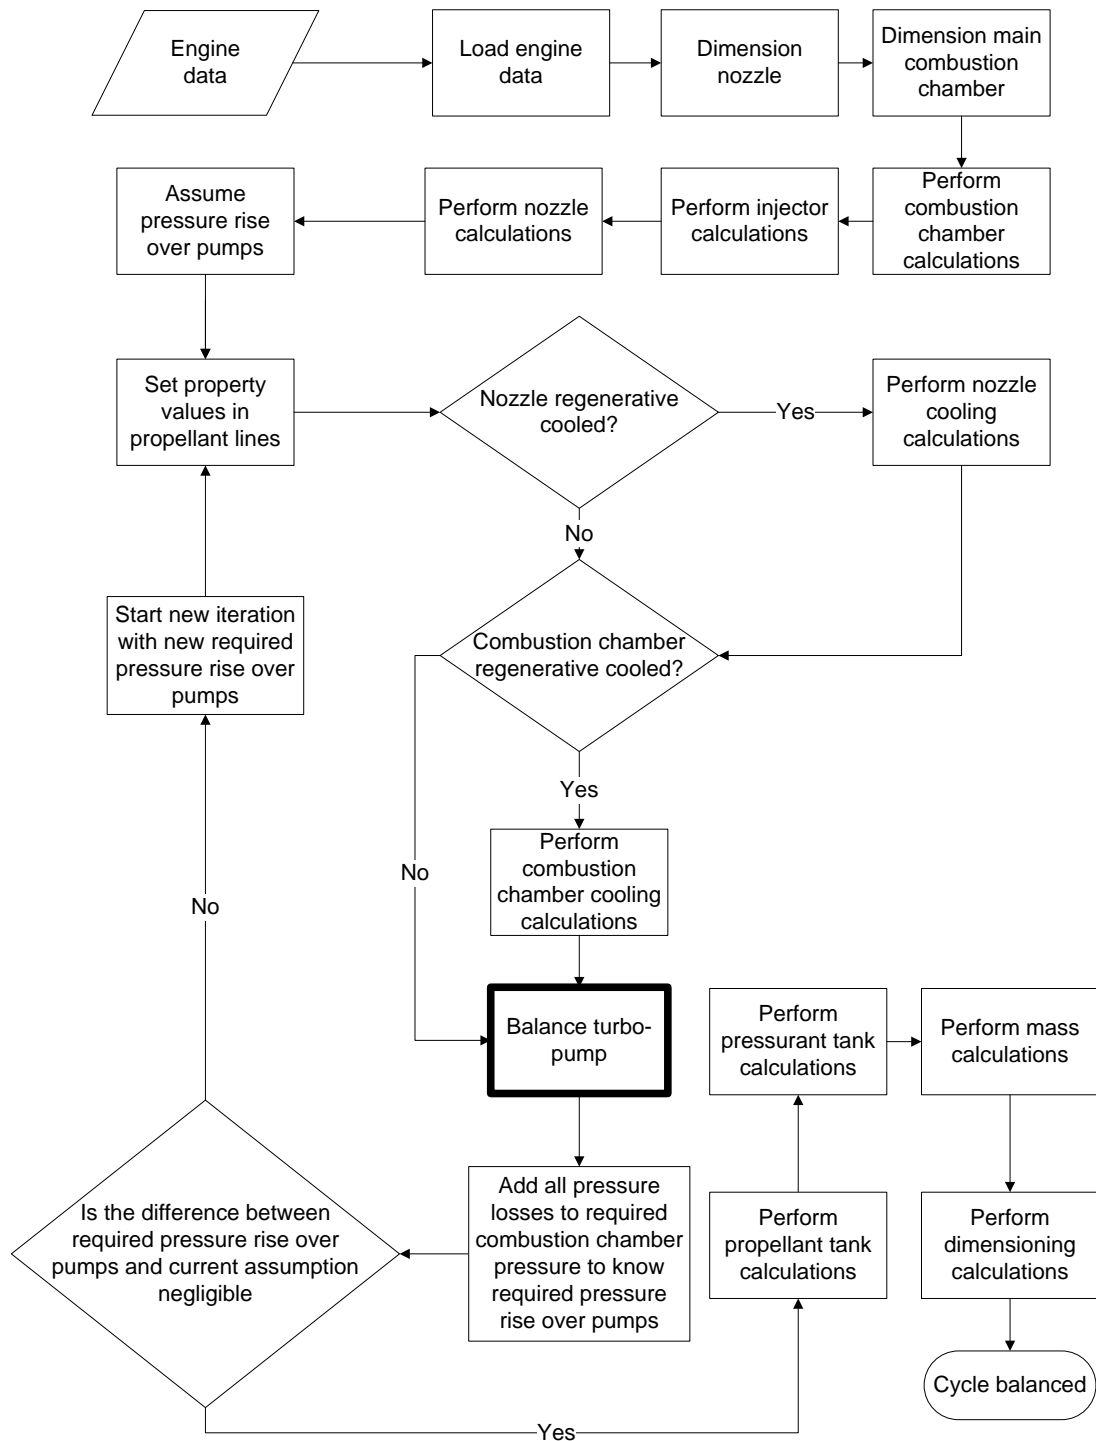 Engine
data
Load engine
data
Dimension
nozzle
Dimension main
combustion
chamber
Assume
pressure rise
over pumps
Perform nozzle
calculations
Perform injector
calculations
Perform
combustion
chamber
calculations
Set property
values in
propellant lines
Nozzle regenerative
cooled?
Yes
Perform nozzle
cooling
calculations
No
Start new iteration
with new required
pressure rise over
pumps
Combustion chamber
regenerative cooled?
Yes
No
Perform
combustion
chamber cooling
calculations
No
Balance turbo-
pump
Perform
pressurant tank
calculations
Perform mass
calculations
Is the difference between
required pressure rise over
pumps and current assumption
negligible
Add all pressure
losses to required
combustion chamber
pressure to know
required pressure
rise over pumps
Perform
propellant tank
calculations
Perform
dimensioning
calculations
Cycle balanced
Yes